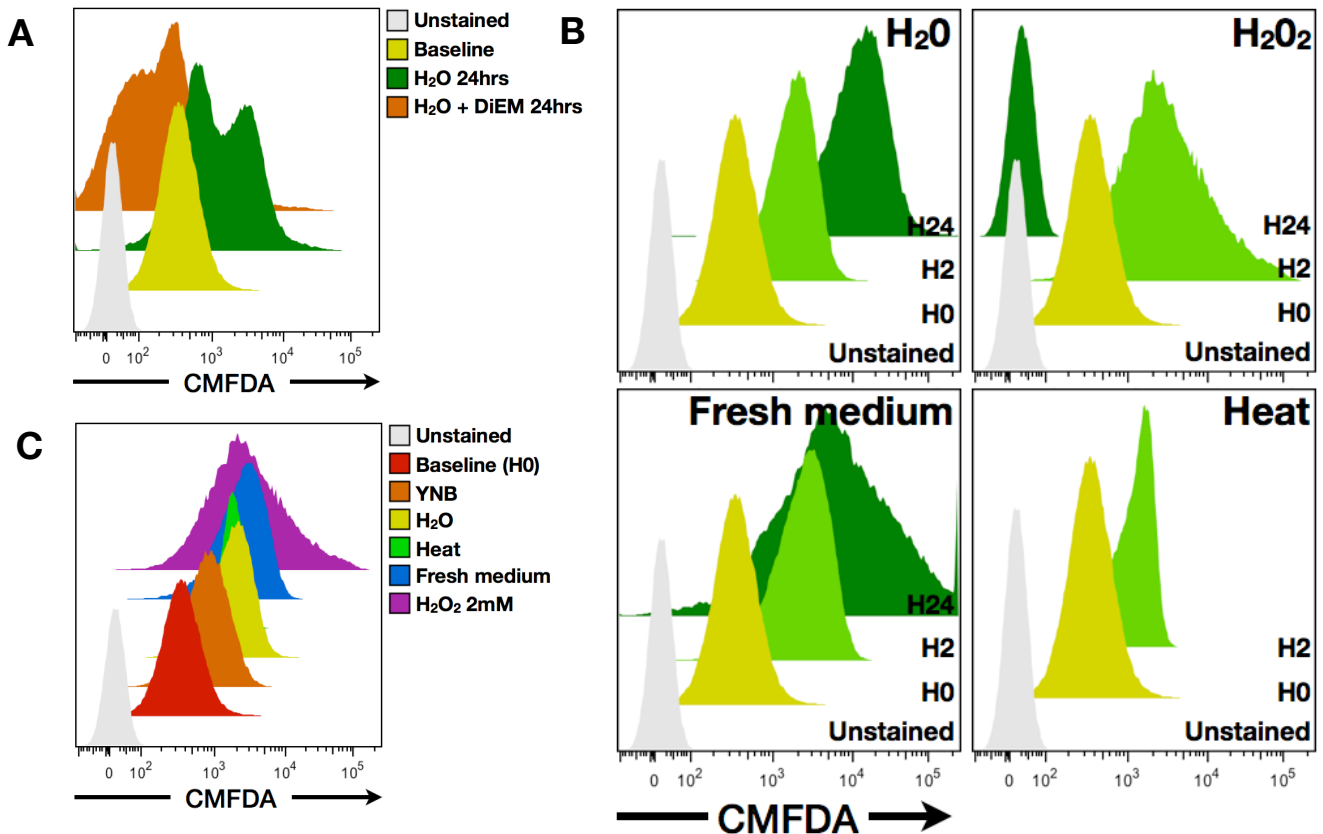 A
Unstained
Baseline
H₂O 24hrs
H₂O + DiEM 24hrs
0 10² 10³ 10⁴ 10⁵
CMFDA
B
H₂0
H24
H2
H0
Unstained
H₂0₂
H24
H2
H0
Unstained
Fresh medium
H24
H2
H0
Unstained
0 10² 10³ 10⁴ 10⁵
Heat
H2
H0
Unstained
0 10² 10³ 10⁴ 10⁵
CMFDA
C
Unstained
Baseline (H0)
YNB
H₂O
Heat
Fresh medium
H₂O₂ 2mM
0 10² 10³ 10⁴ 10⁵
CMFDA